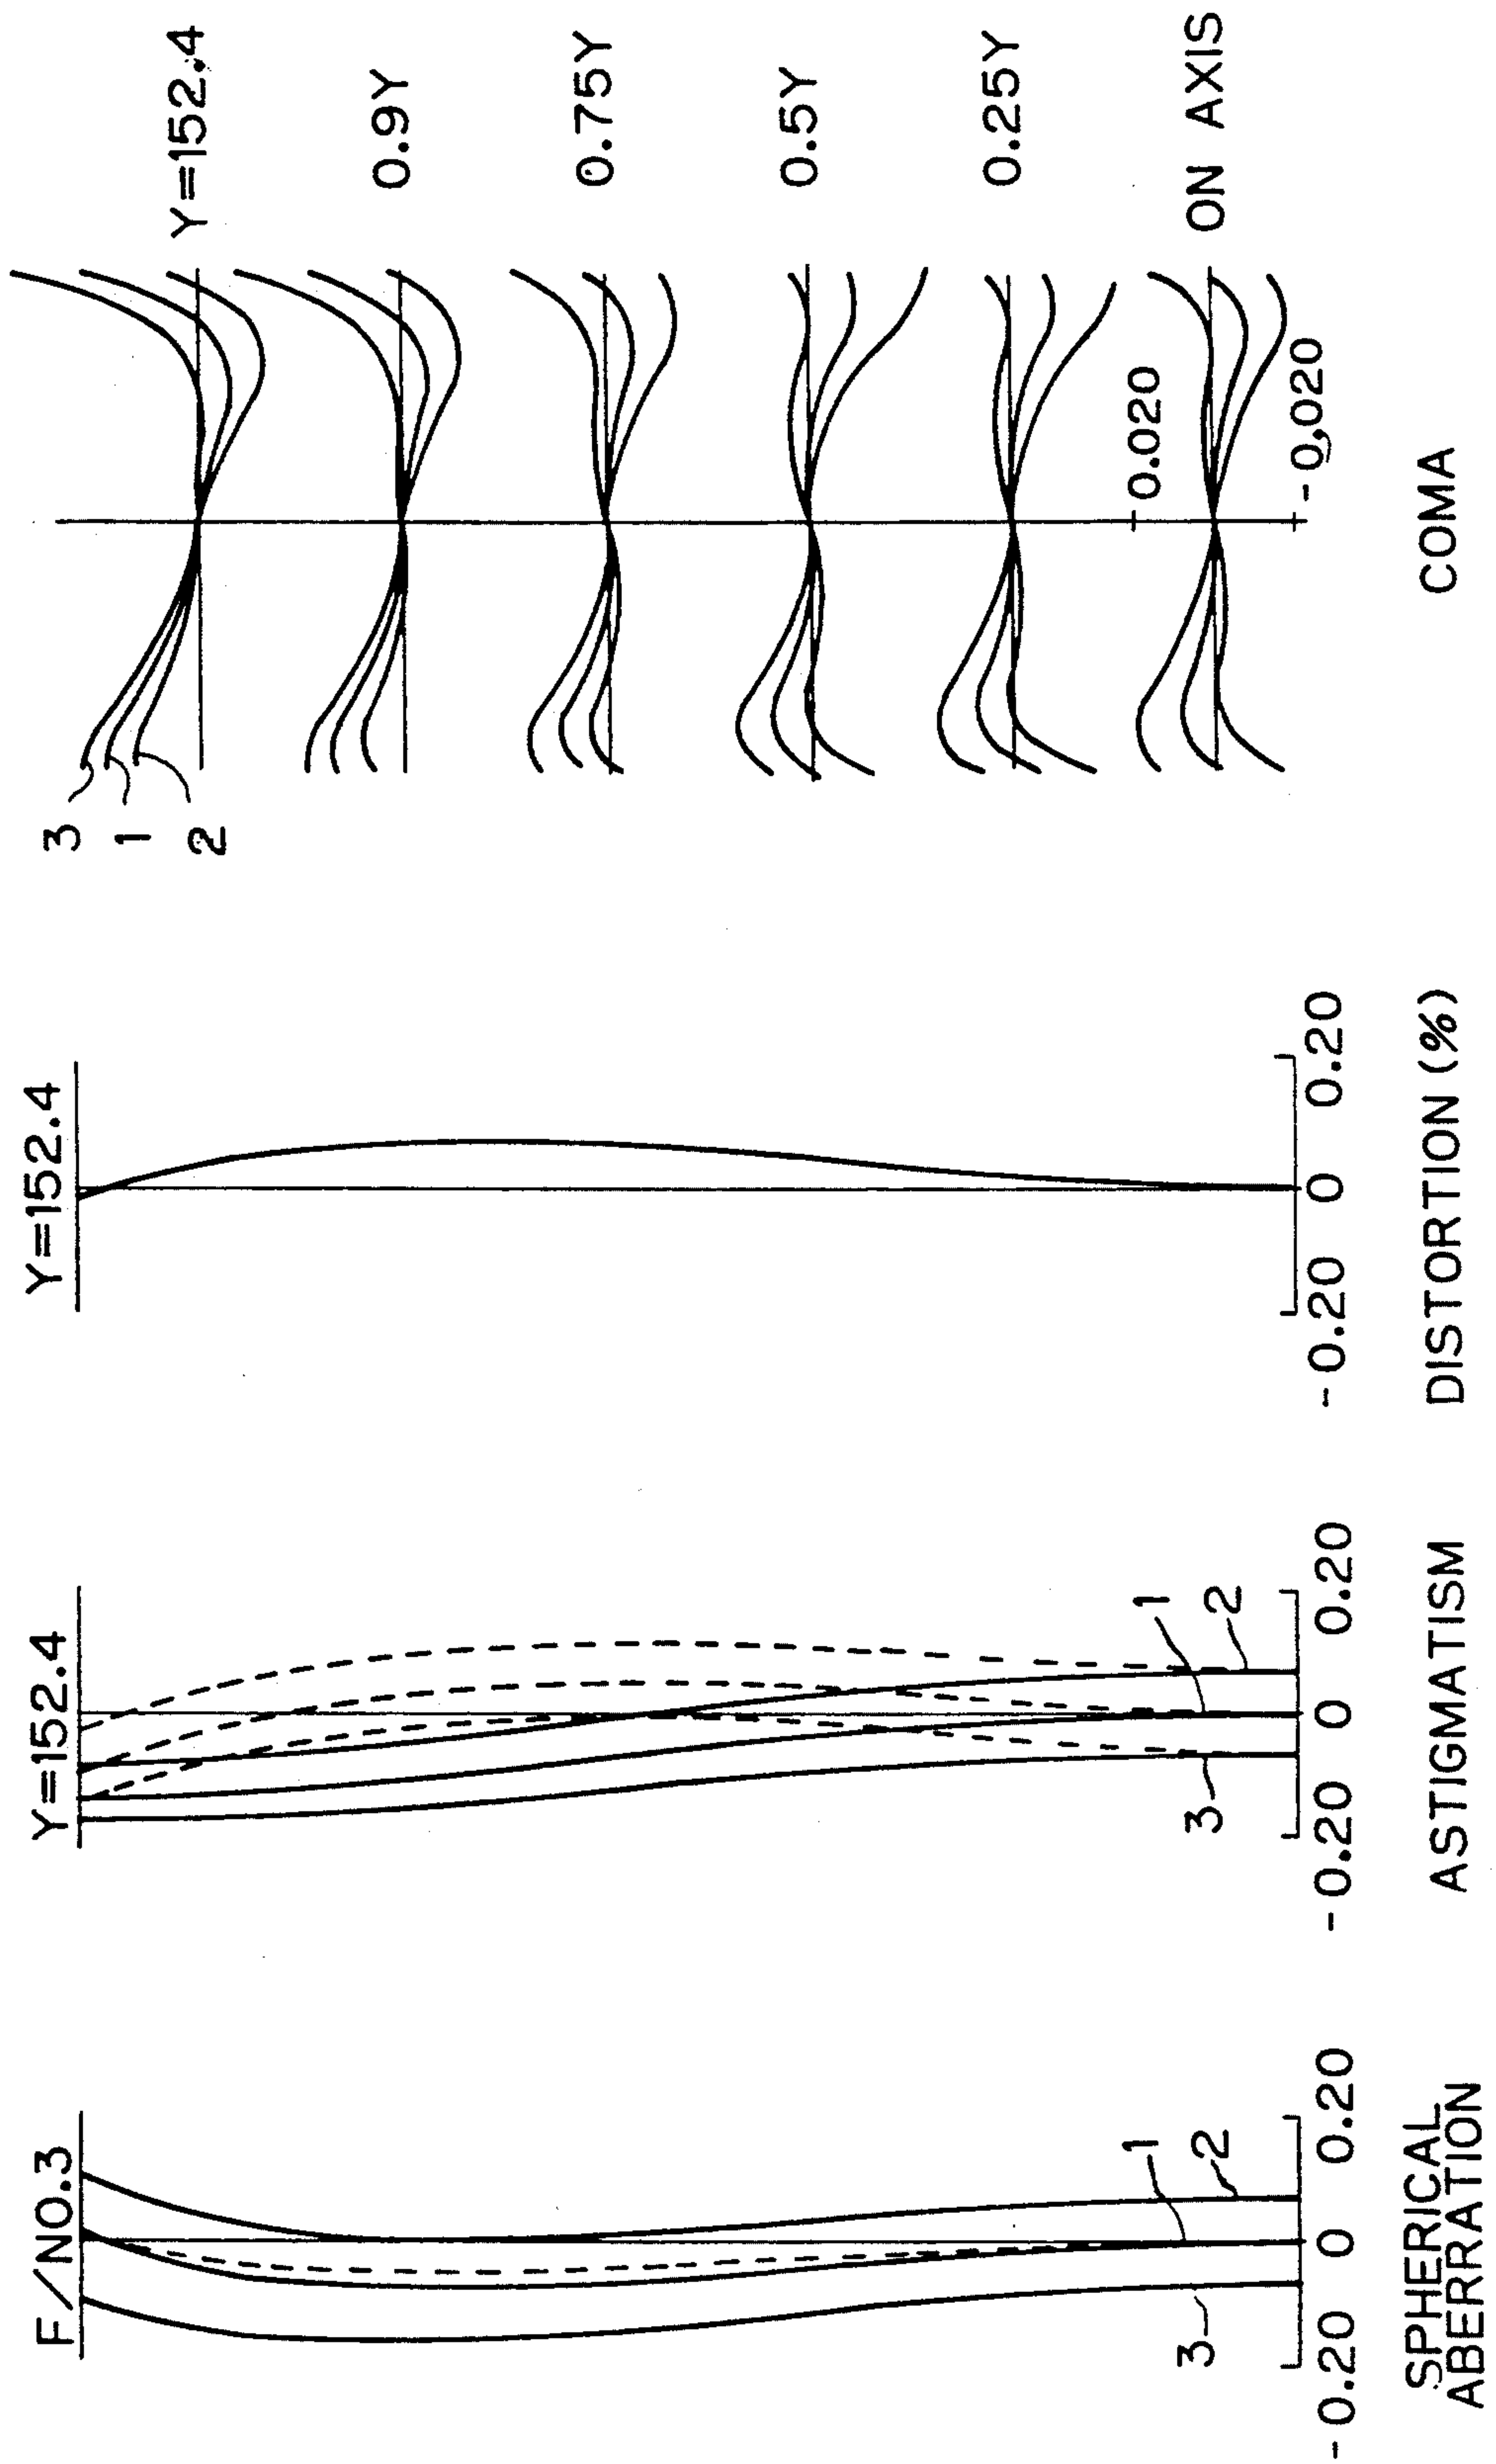 F/NO.3
1
2
3
-0.20 0 0.20
SPHERICAL
ABERRATION
Y=152.4
1
2
3
-0.20 0 0.20
ASTIGMATISM
Y=152.4
-0.20 0 0.20
DISTORTION (%)
3
1
2
Y=152.4
0.9Y
0.75Y
0.5Y
0.25Y
0.020
ON AXIS
-0.020
COMA